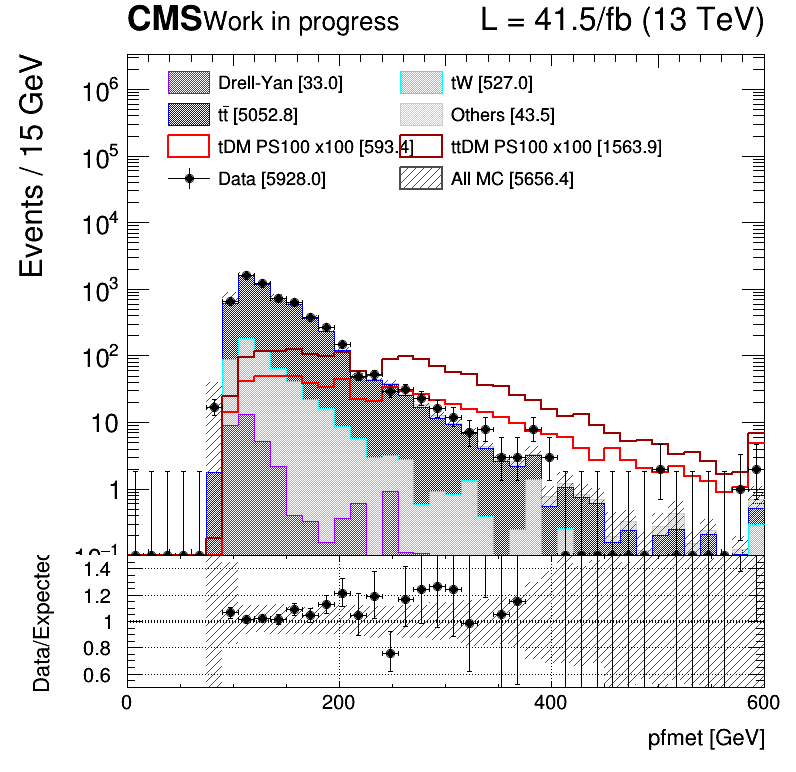 CMS Work in progress L = 41.5/fb (13 TeV)
Events / 15 GeV
Drell-Yan [33.0] tW [527.0]
tt̄ [5052.8] Others [43.5]
tDM PS100 x100 [593.4] ttDM PS100 x100 [1563.9]
Data [5928.0] All MC [5656.4]
10⁶
10⁵
10⁴
10³
10²
10
1
10⁻¹
Data/Expected
1.4
1.2
1
0.8
0.6
0 200 400 600
pfmet [GeV]